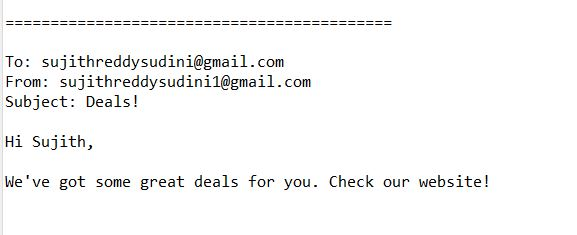 ===========================================
To: sujithreddysudini@gmail.com
From: sujithreddysudini1@gmail.com
Subject: Deals!
Hi Sujith,
We've got some great deals for you. Check our website!